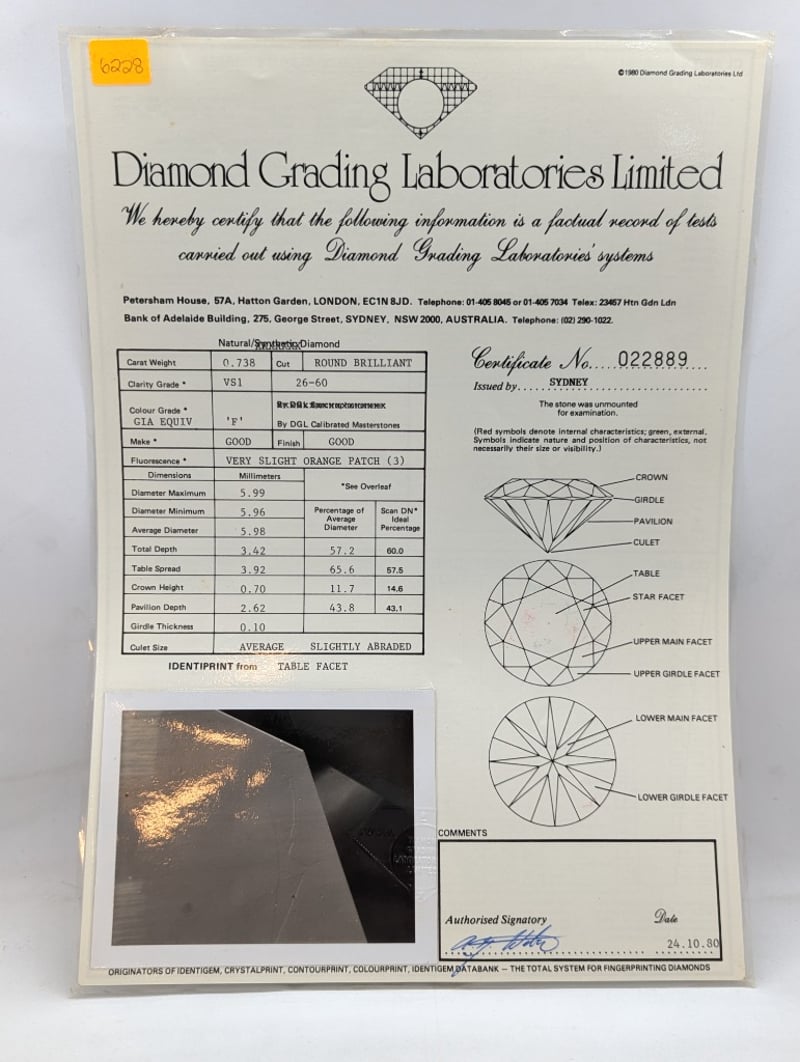 6228
©1980 Diamond Grading Laboratories Ltd
Diamond Grading Laboratories Limited
We hereby certify that the following information is a factual record of tests
carried out using Diamond Grading Laboratories' systems
Petersham House, 57A, Hatton Garden, LONDON, EC1N 8JD. Telephone: 01-405 8045 or 01-405 7034 Telex: 23457 Htn Gdn Ldn
Bank of Adelaide Building, 275, George Street, SYDNEY, NSW 2000, AUSTRALIA. Telephone: (02) 290-1022.
Natural/Synthetic Diamond
Carat Weight 0.738 Cut ROUND BRILLIANT
Clarity Grade * VS1 26-60
Colour Grade *
GIA EQUIV 'F' By DGL Calibrated Masterstones
Make * GOOD Finish GOOD
Fluorescence * VERY SLIGHT ORANGE PATCH (3)
Dimensions Millimeters *See Overleaf
Diameter Maximum 5.99
Diameter Minimum 5.96 Percentage of Average Diameter Scan DN* Ideal Percentage
Average Diameter 5.98
Total Depth 3.42 57.2 60.0
Table Spread 3.92 65.6 57.5
Crown Height 0.70 11.7 14.6
Pavilion Depth 2.62 43.8 43.1
Girdle Thickness 0.10
Culet Size AVERAGE SLIGHTLY ABRADED
IDENTIPRINT from TABLE FACET
Certificate No. 022889
Issued by SYDNEY
The stone was unmounted
for examination.
(Red symbols denote internal characteristics; green, external.
Symbols indicate nature and position of characteristics, not
necessarily their size or visibility.)
CROWN
GIRDLE
PAVILION
CULET
TABLE
STAR FACET
UPPER MAIN FACET
UPPER GIRDLE FACET
LOWER MAIN FACET
LOWER GIRDLE FACET
COMMENTS
Authorised Signatory Date
24.10.80
ORIGINATORS OF IDENTIGEM, CRYSTALPRINT, CONTOURPRINT, COLOURPRINT, IDENTIGEM DATABANK – THE TOTAL SYSTEM FOR FINGERPRINTING DIAMONDS